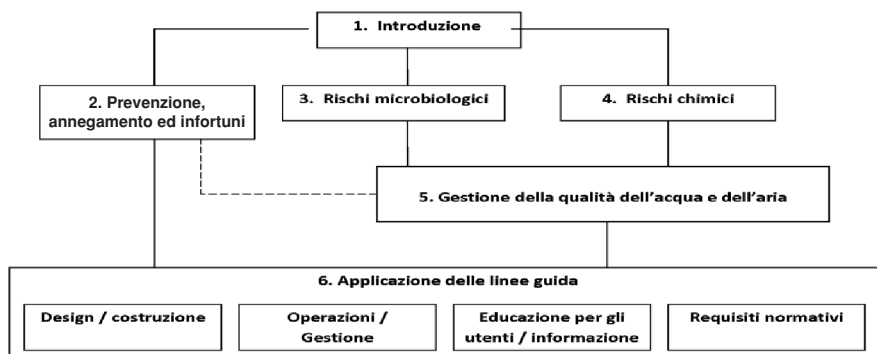 1. Introduzione
2. Prevenzione,
annegamento ed infortuni
3. Rischi microbiologici
4. Rischi chimici
5. Gestione della qualità dell'acqua e dell'aria
6. Applicazione delle linee guida
Design / costruzione
Operazioni /
Gestione
Educazione per gli
utenti / informazione
Requisiti normativi